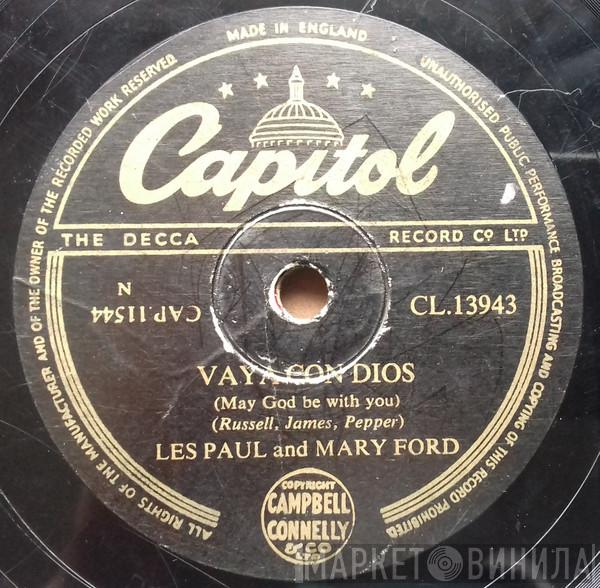 MADE IN ENGLAND
ALL RIGHTS OF THE MANUFACTURER AND OF THE OWNER OF THE RECORDED WORK RESERVED
UNAUTHORISED PUBLIC PERFORMANCE BROADCASTING AND COPYING OF THIS RECORD PROHIBITED
Capitol
THE DECCA RECORD CO LTD
CAP.11544
N
CL.13943
VAYA CON DIOS
(May God be with you)
(Russell, James, Pepper)
LES PAUL and MARY FORD
COPYRIGHT
CAMPBELL
CONNELLY
& CO
LTD
МАРКЕТ ВИНИЛА